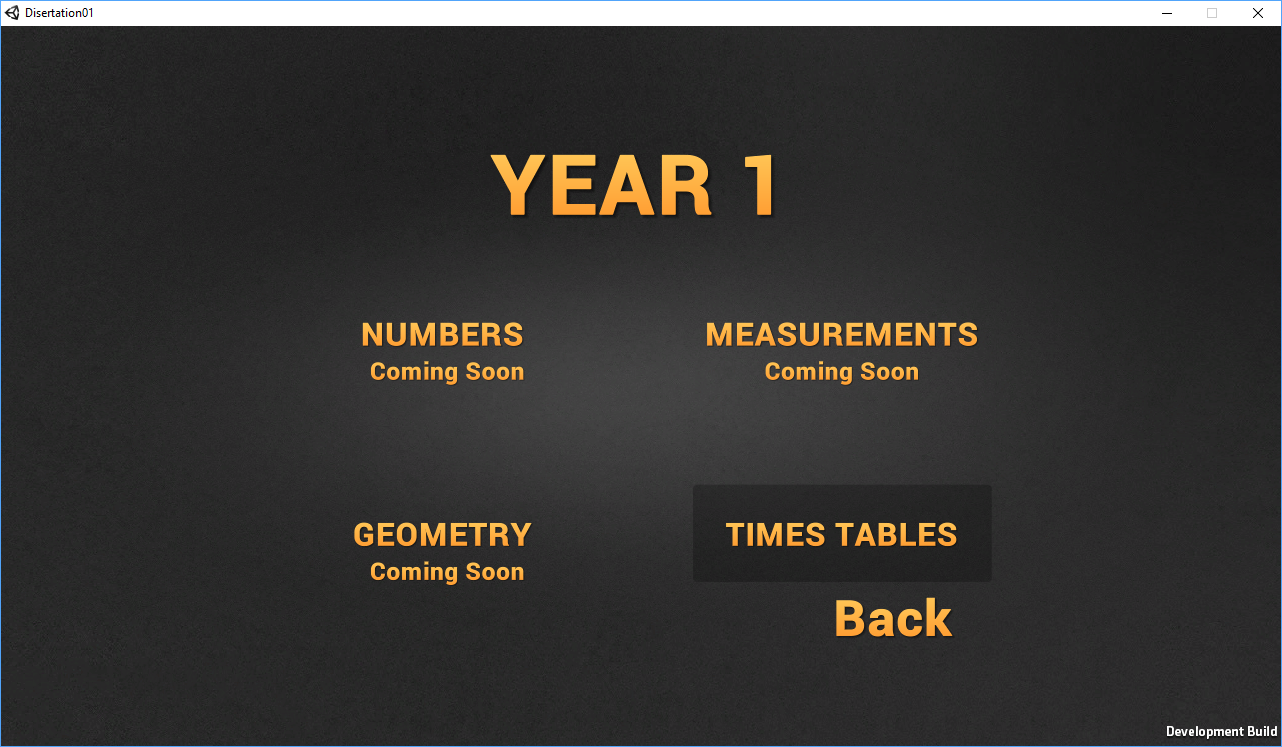 Disertation01
YEAR 1
NUMBERS
Coming Soon
MEASUREMENTS
Coming Soon
GEOMETRY
Coming Soon
TIMES TABLES
Back
Development Build